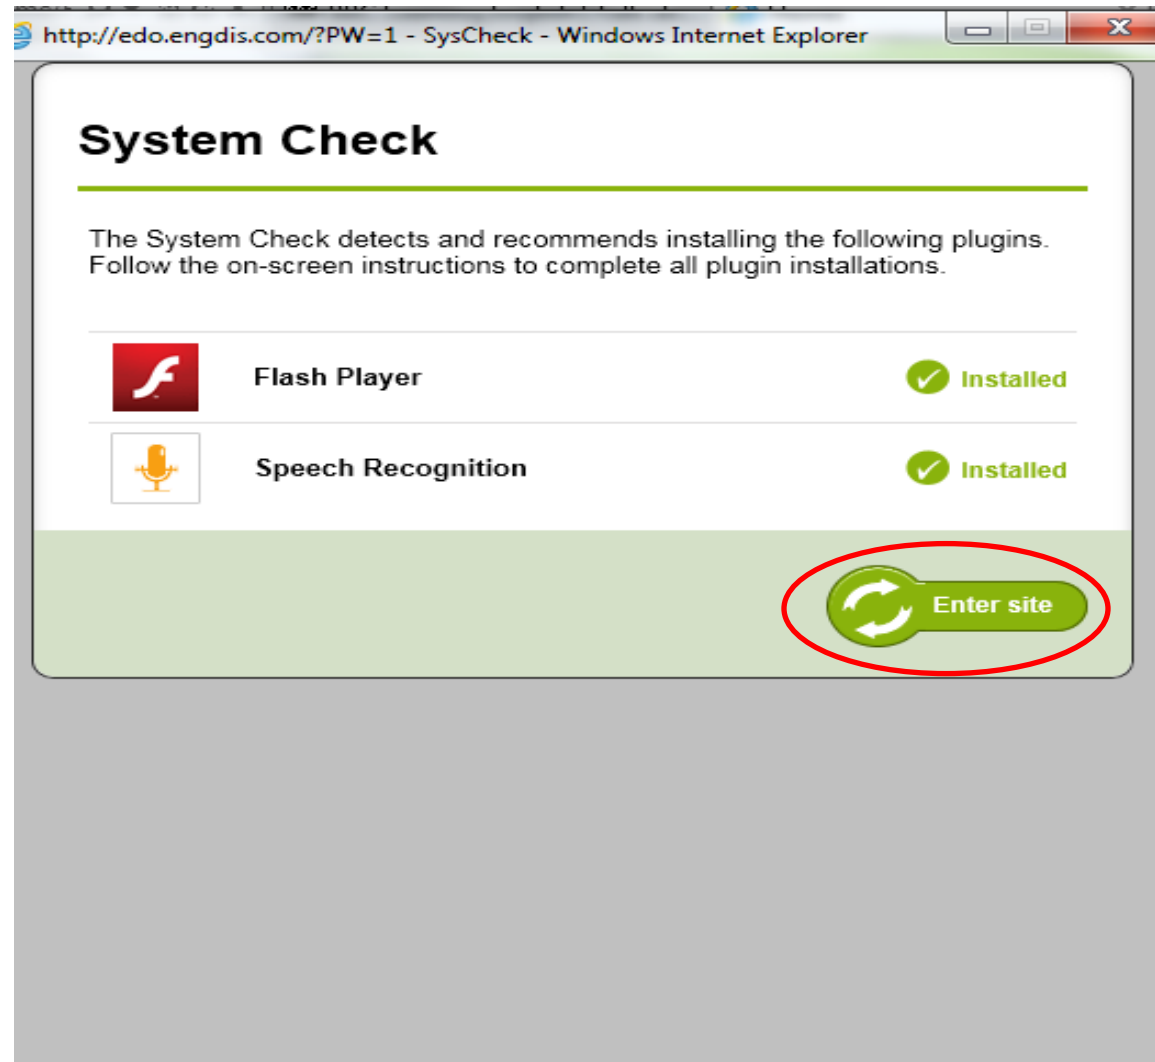 http://edo.engdis.com/?PW=1 - SysCheck - Windows Internet Explorer
System Check
The System Check detects and recommends installing the following plugins.
Follow the on-screen instructions to complete all plugin installations.
Flash Player
Installed
Speech Recognition
Installed
Enter site